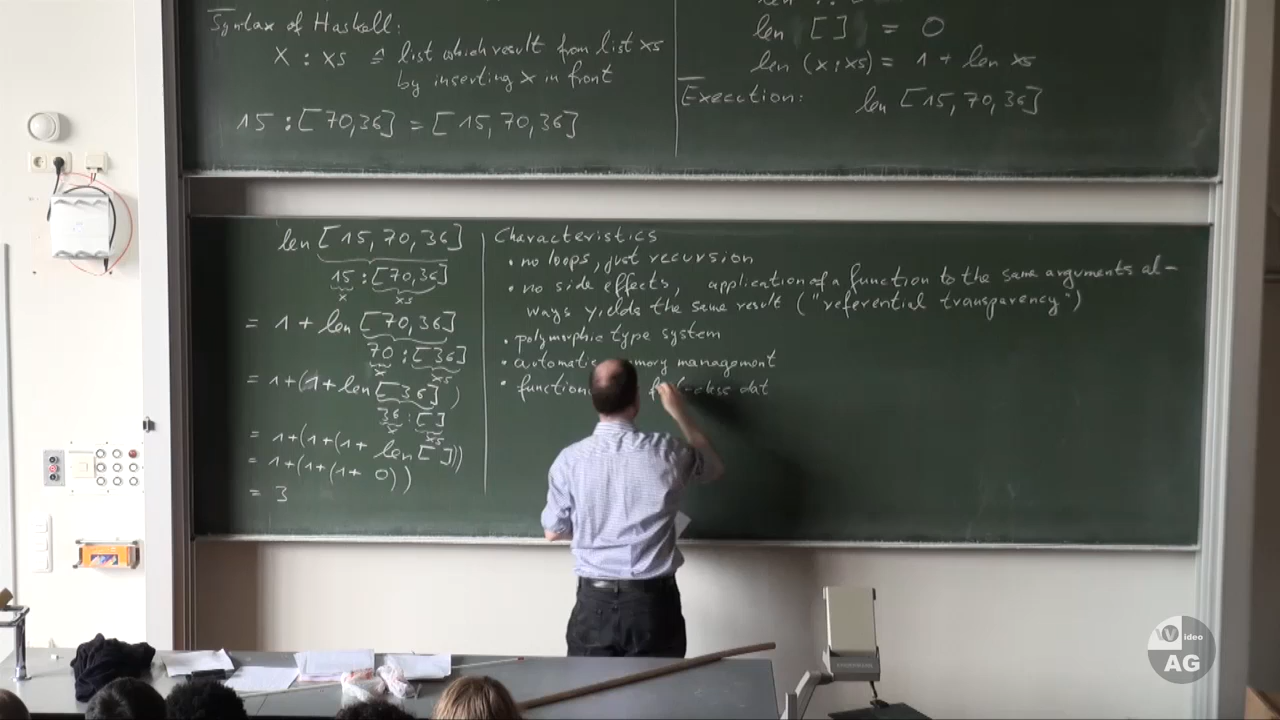 Syntax of Haskell:
X : xs ≙ list which result from list xs
by inserting x in front
15 : [70,36] = [15,70,36]
len [] = 0
len (x:xs) = 1 + len xs
Execution: len [15,70,36]
len [15,70,36]
15 : [70,36]
x xs
= 1 + len [70,36]
70 : [36]
x xs
= 1+(1+len [36])
36 : []
xs
= 1+(1+(1+ len []))
= 1+(1+(1+ 0))
= 3
Characteristics
• no loops, just recursion
• no side effects, application of a function to the same arguments al-
ways yields the same result ("referential transparency")
• polymorphic type system
• automatic memory management
• function class dat
Video
AG